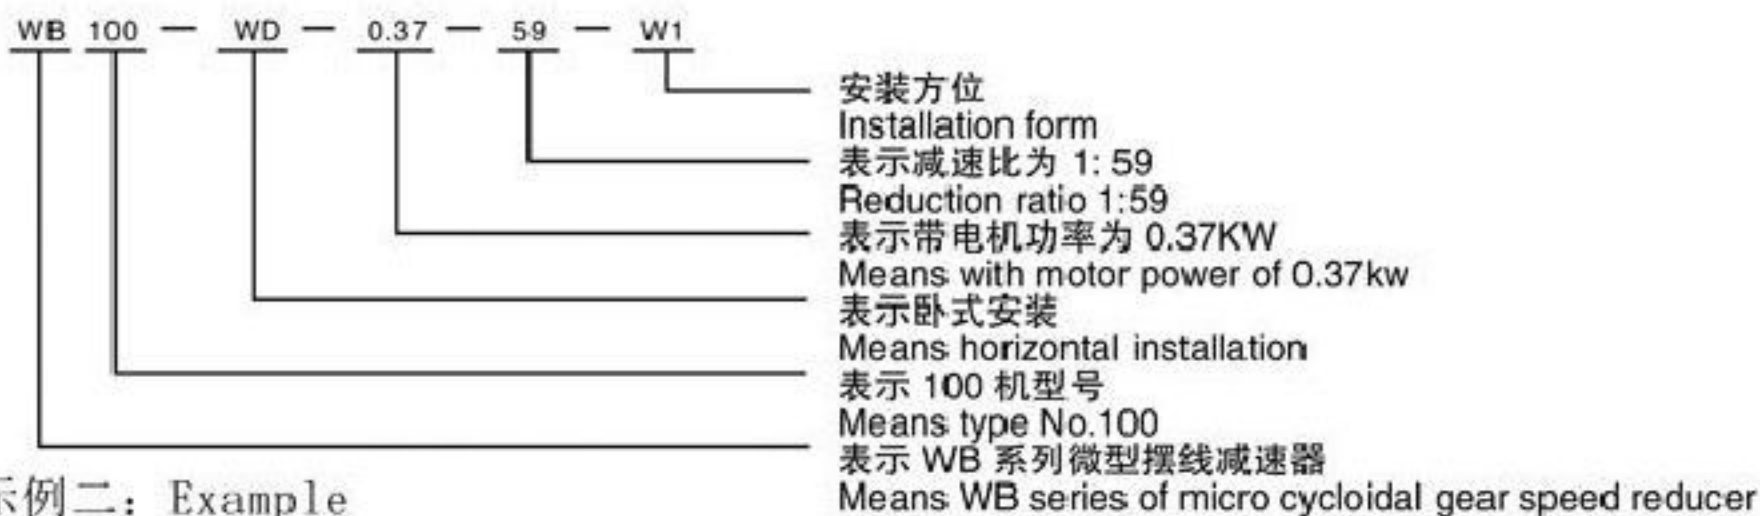 WB 100 — WD — 0.37 — 59 — W1
安装方位
Installation form
表示减速比为 1: 59
Reduction ratio 1:59
表示带电机功率为 0.37KW
Means with motor power of 0.37kw
表示卧式安装
Means horizontal installation
表示 100 机型号
Means type No.100
表示 WB 系列微型摆线减速器
Means WB series of micro cycloidal gear speed reducer
示例二: Example